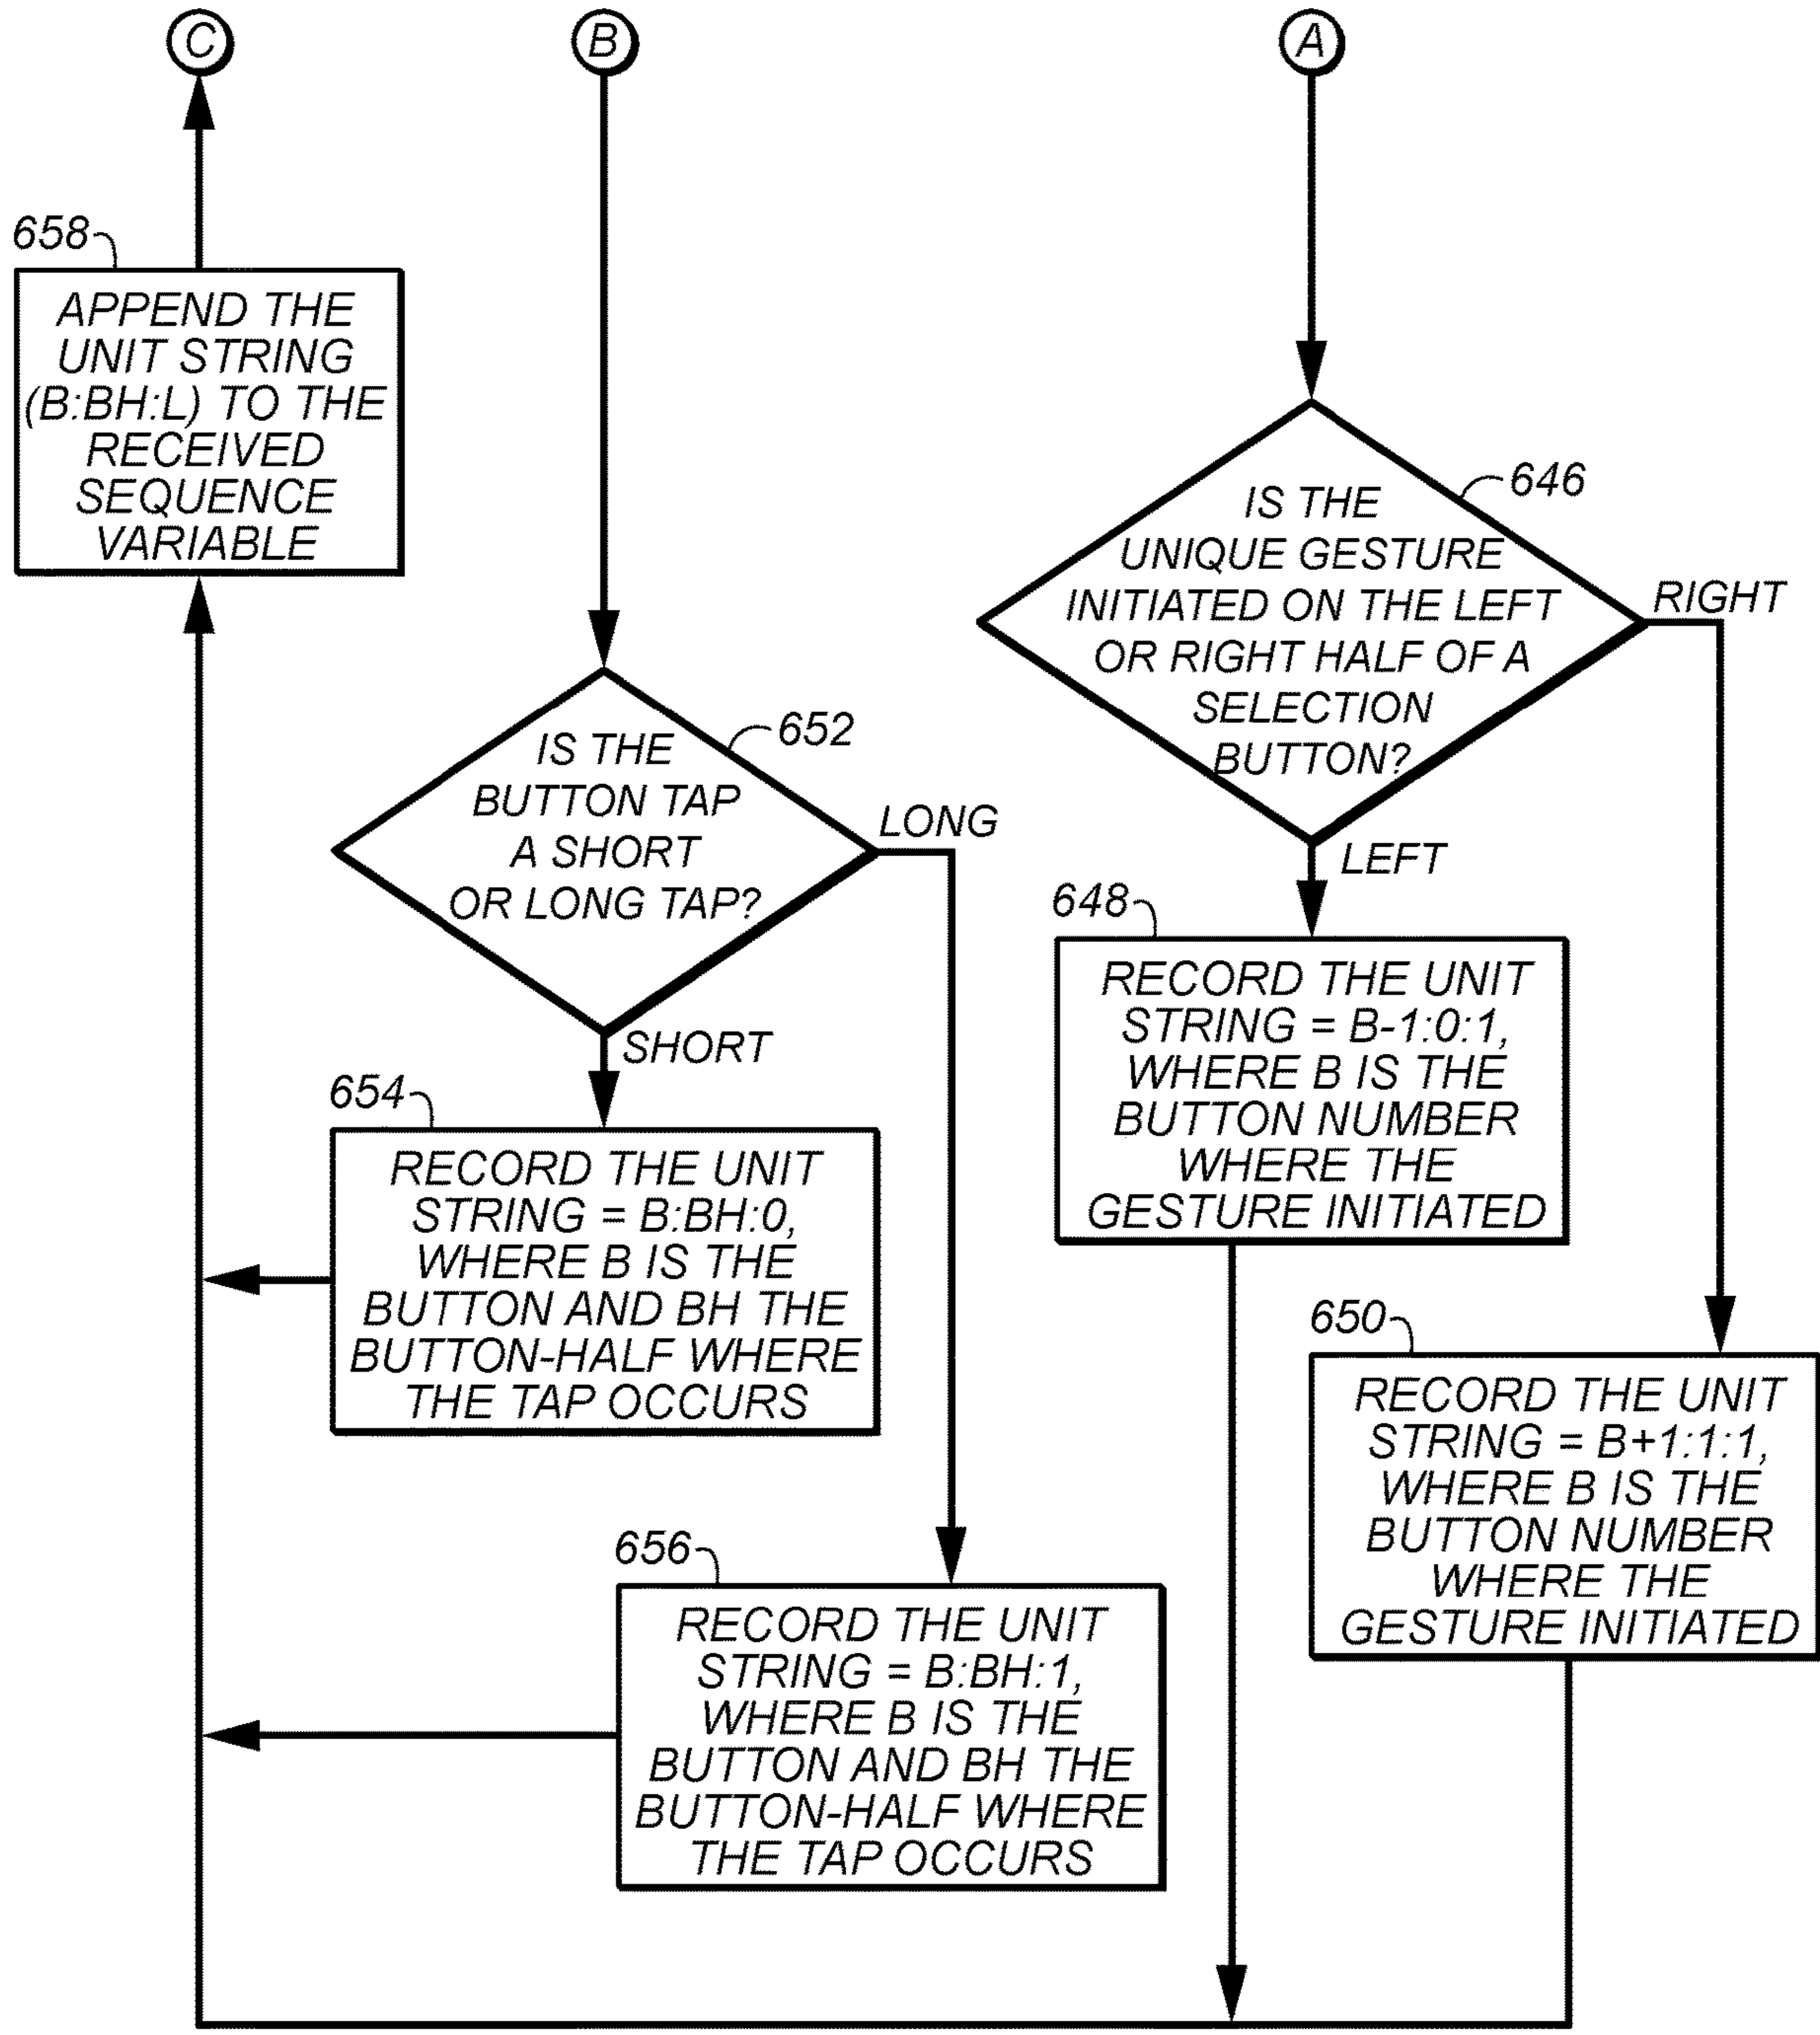 C
B
A
658
APPEND THE
UNIT STRING
(B:BH:L) TO THE
RECEIVED
SEQUENCE
VARIABLE
646
IS THE
UNIQUE GESTURE
INITIATED ON THE LEFT
OR RIGHT HALF OF A
SELECTION
BUTTON?
RIGHT
LEFT
652
IS THE
BUTTON TAP
A SHORT
OR LONG TAP?
LONG
SHORT
648
RECORD THE UNIT
STRING = B-1:0:1,
WHERE B IS THE
BUTTON NUMBER
WHERE THE
GESTURE INITIATED
654
RECORD THE UNIT
STRING = B:BH:0,
WHERE B IS THE
BUTTON AND BH THE
BUTTON-HALF WHERE
THE TAP OCCURS
650
RECORD THE UNIT
STRING = B+1:1:1,
WHERE B IS THE
BUTTON NUMBER
WHERE THE
GESTURE INITIATED
656
RECORD THE UNIT
STRING = B:BH:1,
WHERE B IS THE
BUTTON AND BH THE
BUTTON-HALF WHERE
THE TAP OCCURS